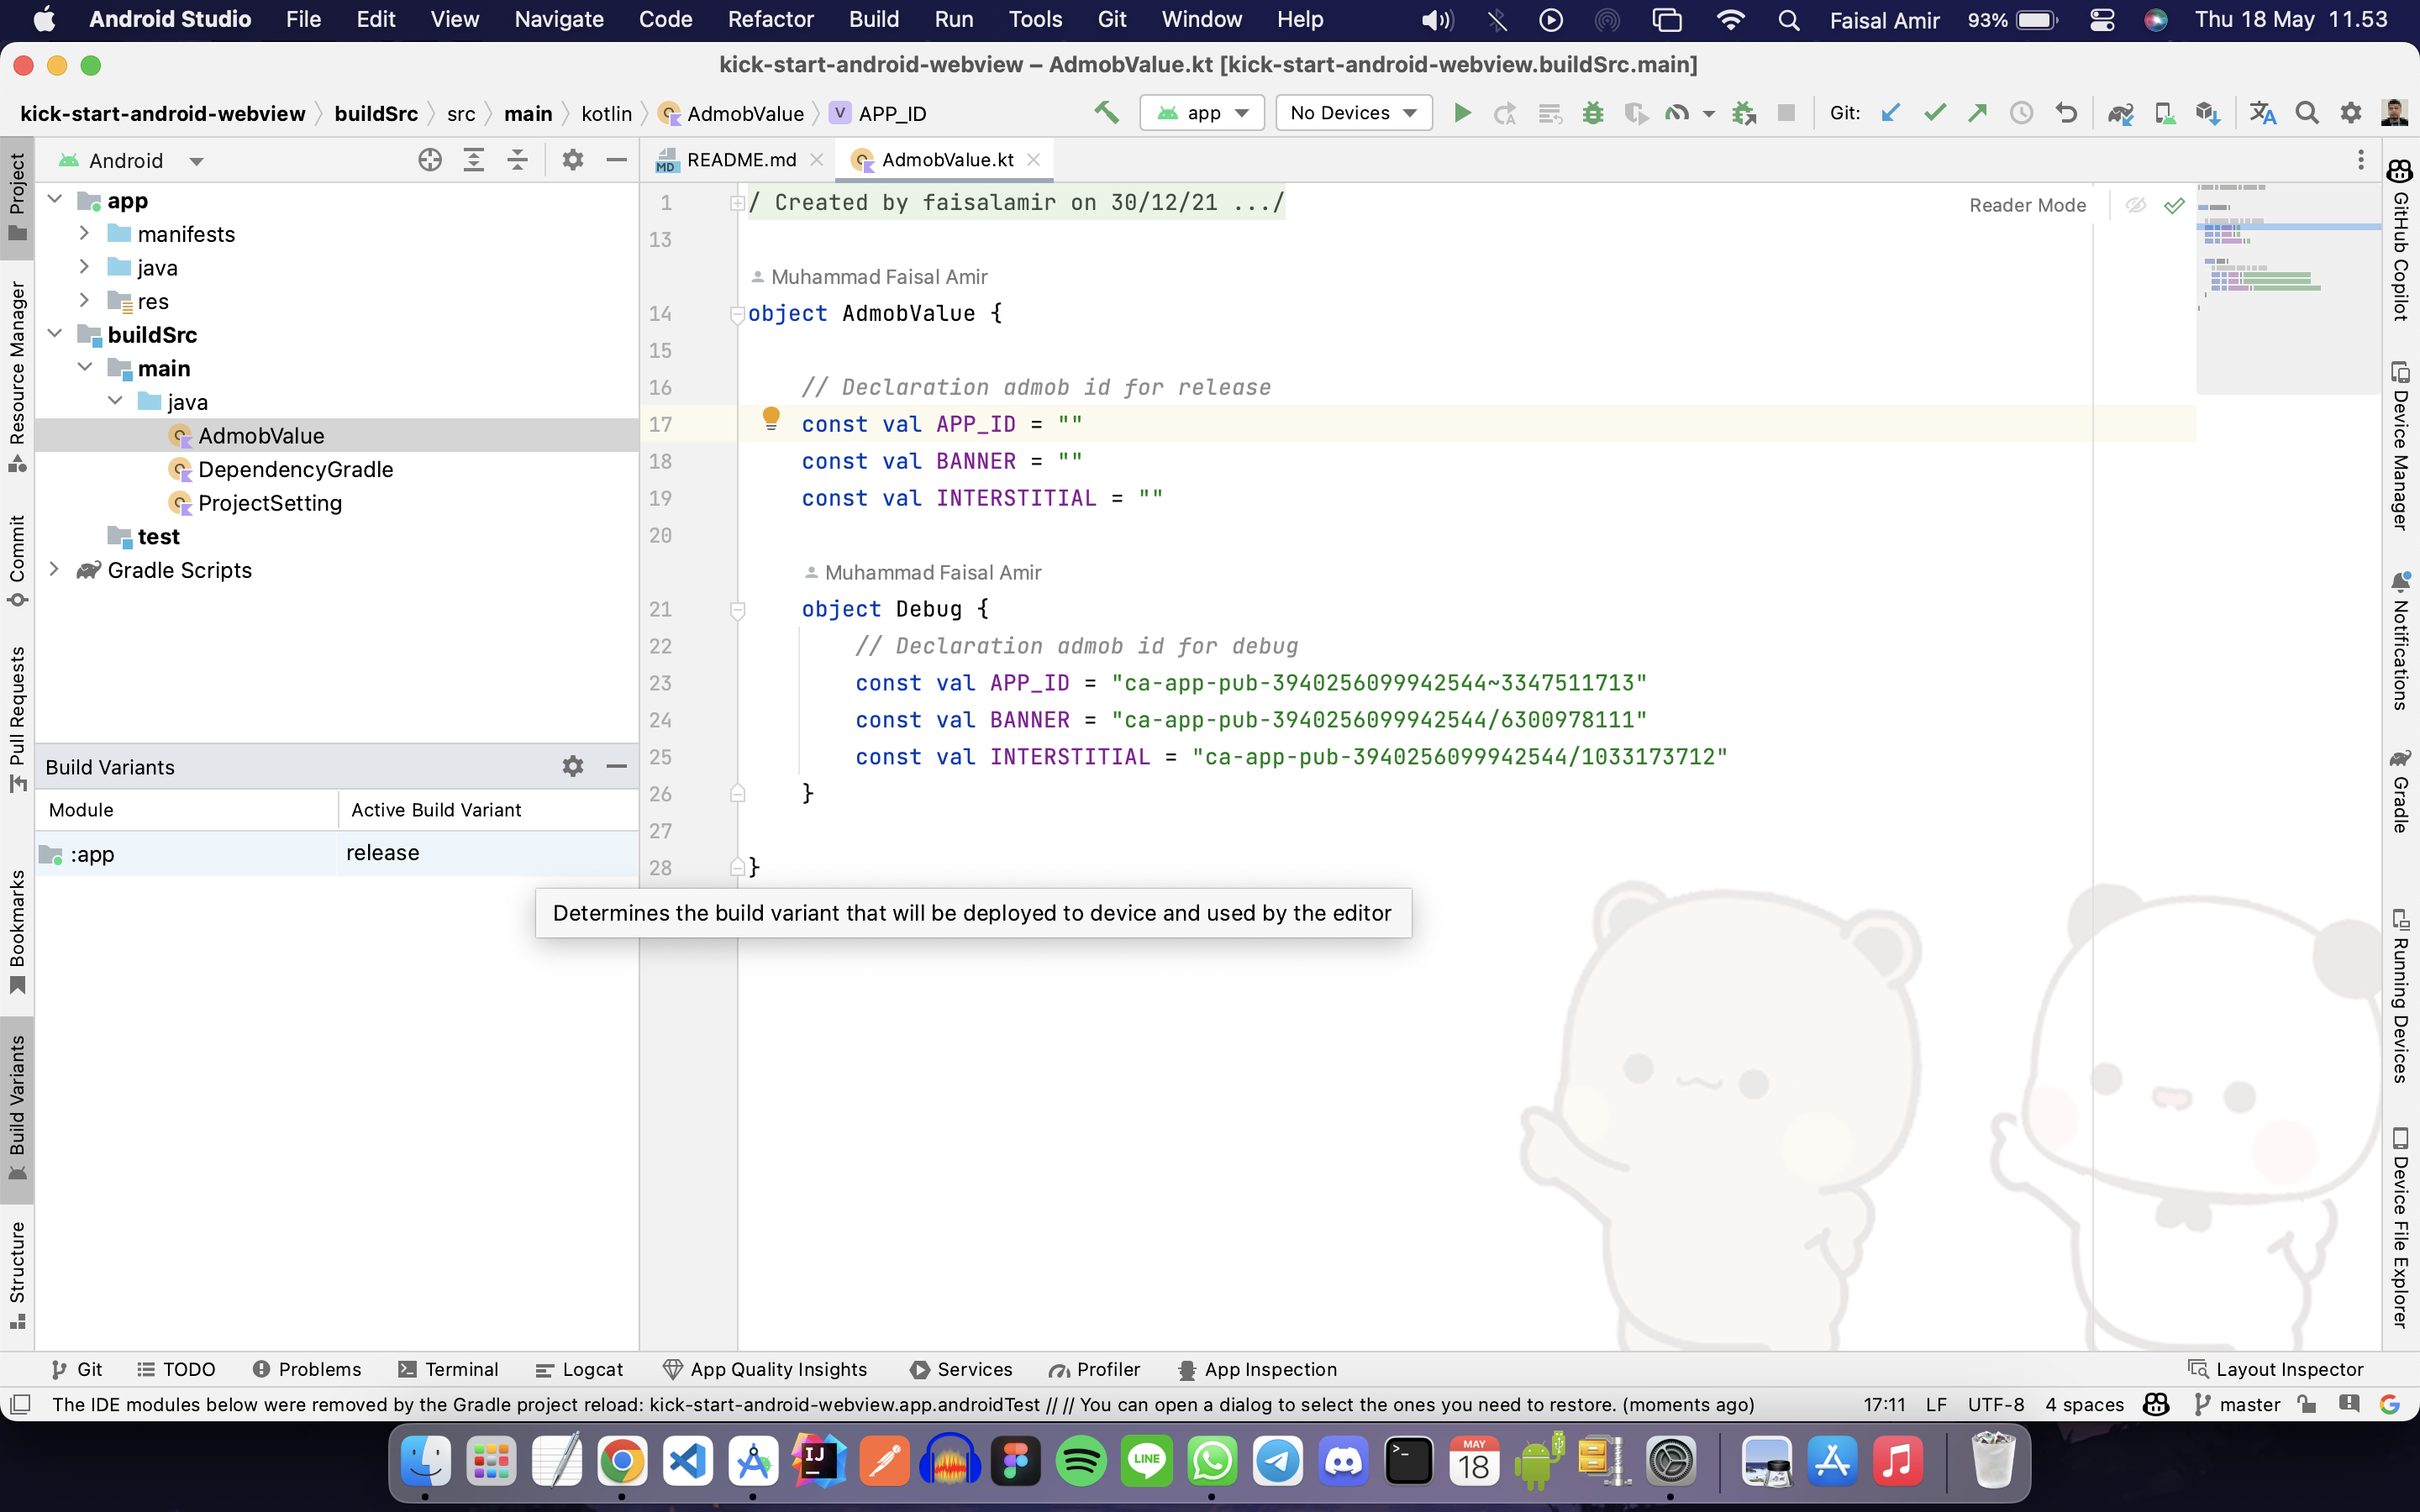 Android Studio File Edit View Navigate Code Refactor Build Run Tools Git Window Help Faisal Amir 93% Thu 18 May 11.53
kick-start-android-webview – AdmobValue.kt [kick-start-android-webview.buildSrc.main]
kick-start-android-webview buildSrc src main kotlin AdmobValue V APP_ID app No Devices Git:
Android
README.md AdmobValue.kt
Project
Resource Manager
Commit
Pull Requests
Bookmarks
Build Variants
Structure
app
manifests
java
res
buildSrc
main
java
AdmobValue
DependencyGradle
ProjectSetting
test
Gradle Scripts
Build Variants
Module Active Build Variant
:app release
Reader Mode
1 / Created by faisalamir on 30/12/21 .../
13
Muhammad Faisal Amir
14 object AdmobValue {
15
16 // Declaration admob id for release
17 const val APP_ID = ""
18 const val BANNER = ""
19 const val INTERSTITIAL = ""
20
Muhammad Faisal Amir
21 object Debug {
22 // Declaration admob id for debug
23 const val APP_ID = "ca-app-pub-3940256099942544~3347511713"
24 const val BANNER = "ca-app-pub-3940256099942544/6300978111"
25 const val INTERSTITIAL = "ca-app-pub-3940256099942544/1033173712"
26 }
27
28 }
Determines the build variant that will be deployed to device and used by the editor
GitHub Copilot
Device Manager
Notifications
Gradle
Running Devices
Device File Explorer
Git TODO Problems Terminal Logcat App Quality Insights Services Profiler App Inspection Layout Inspector
The IDE modules below were removed by the Gradle project reload: kick-start-android-webview.app.androidTest // // You can open a dialog to select the ones you need to restore. (moments ago) 17:11 LF UTF-8 4 spaces master
IJ
LINE
MAY
18